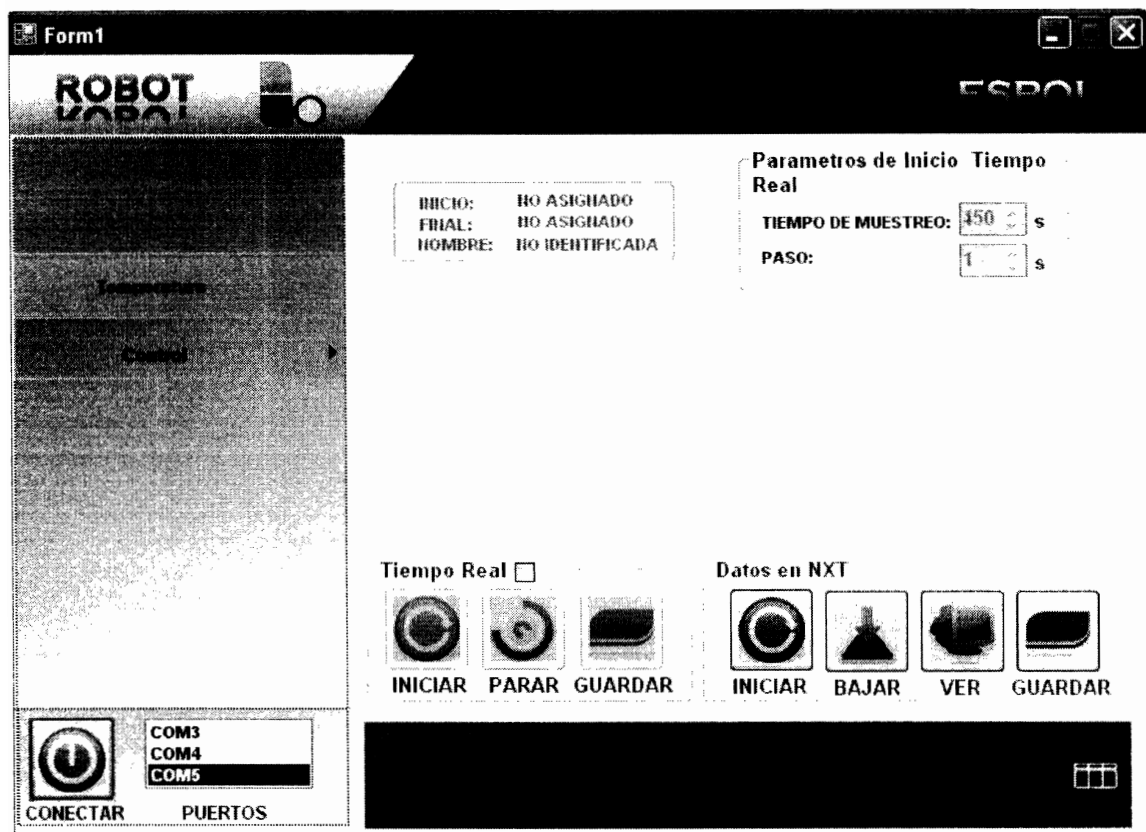 Form1
ROBOT
ESPOL
Temperatura
Control
INICIO: NO ASIGNADO
FINAL: NO ASIGNADO
NOMBRE: NO IDENTIFICADA
Parametros de Inicio Tiempo
Real
TIEMPO DE MUESTREO: 450 s
PASO: 1 s
Tiempo Real
INICIAR PARAR GUARDAR
Datos en NXT
INICIAR BAJAR VER GUARDAR
CONECTAR
COM3
COM4
COM5
PUERTOS